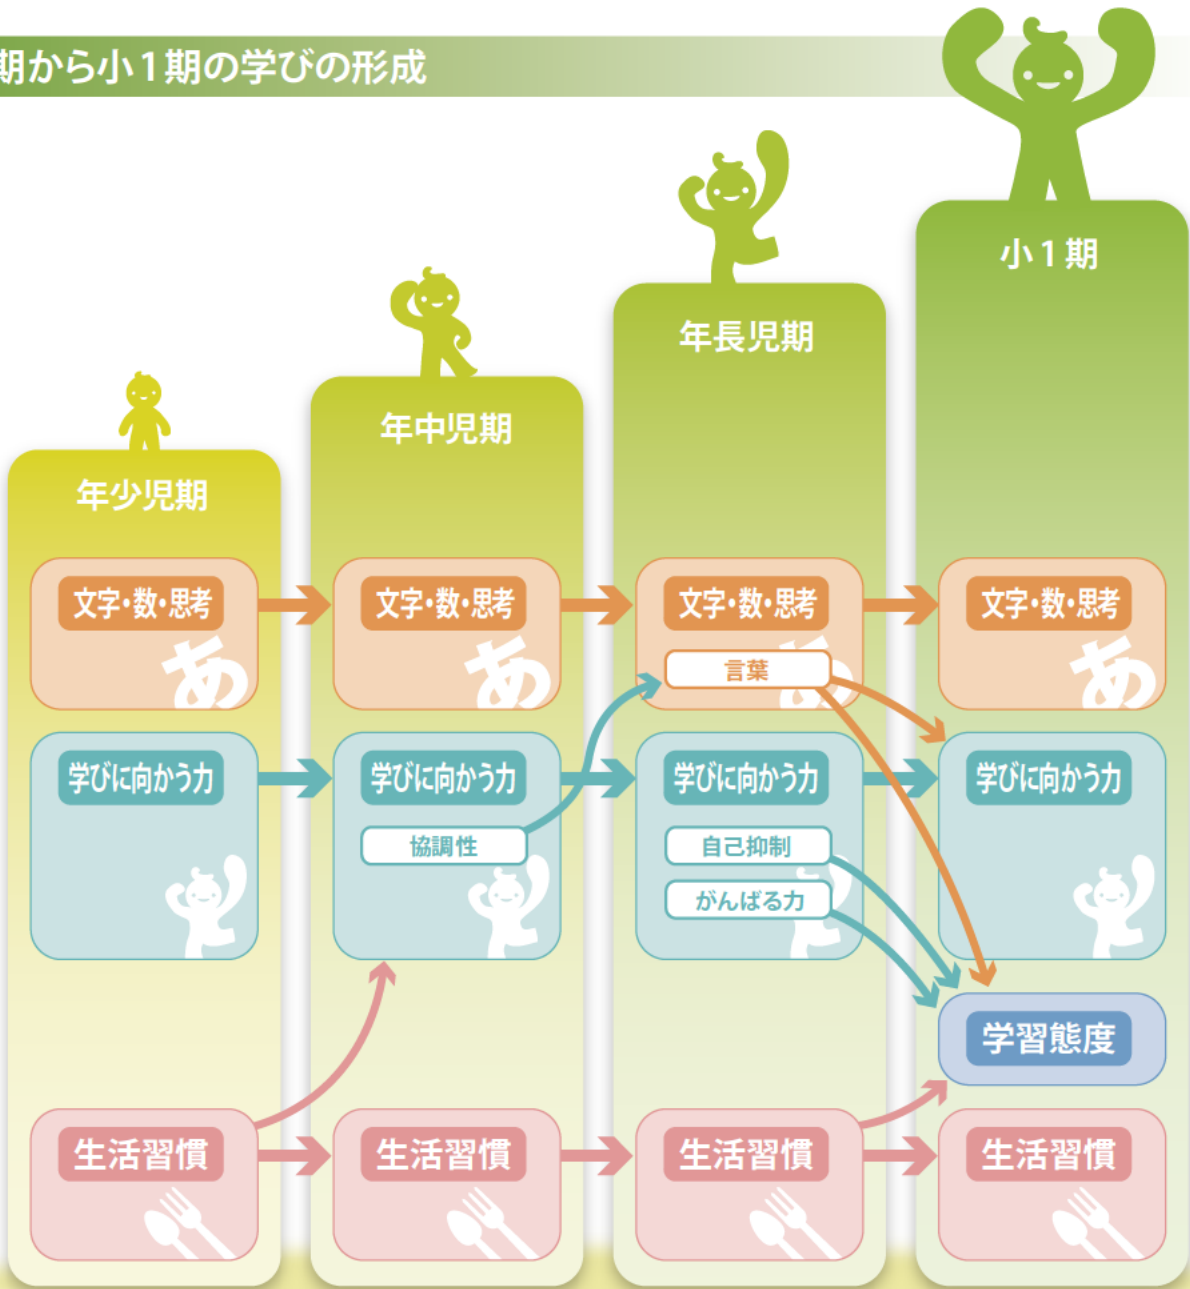 期から小1期の学びの形成
年少児期
文字・数・思考
あ
学びに向かう力
生活習慣
年中児期
文字・数・思考
あ
学びに向かう力
協調性
生活習慣
年長児期
文字・数・思考
言葉
あ
学びに向かう力
自己抑制
がんばる力
生活習慣
小1期
文字・数・思考
あ
学びに向かう力
学習態度
生活習慣